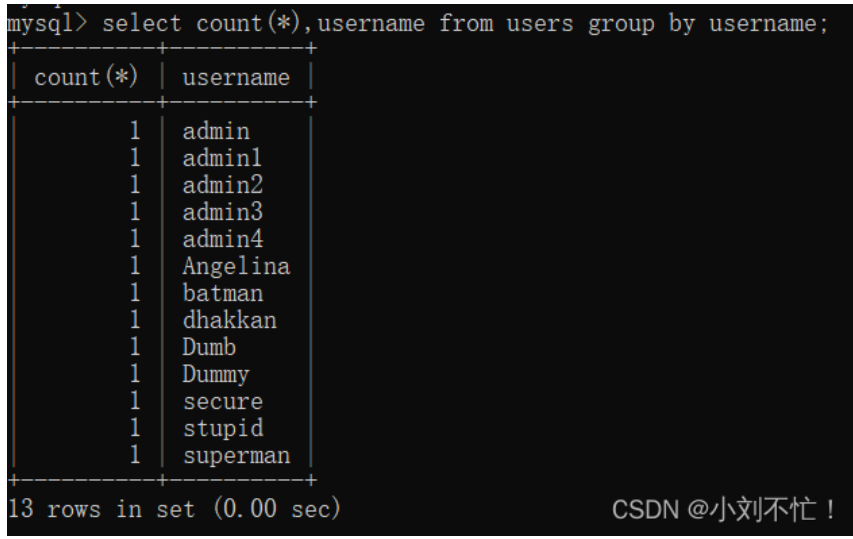 mysql> select count(*),username from users group by username;
+----------+----------+
| count(*) | username |
+----------+----------+
| 1 | admin |
| 1 | admin1 |
| 1 | admin2 |
| 1 | admin3 |
| 1 | admin4 |
| 1 | Angelina |
| 1 | batman |
| 1 | dhakkan |
| 1 | Dumb |
| 1 | Dummy |
| 1 | secure |
| 1 | stupid |
| 1 | superman |
+----------+----------+
13 rows in set (0.00 sec)
CSDN @小刘不忙！